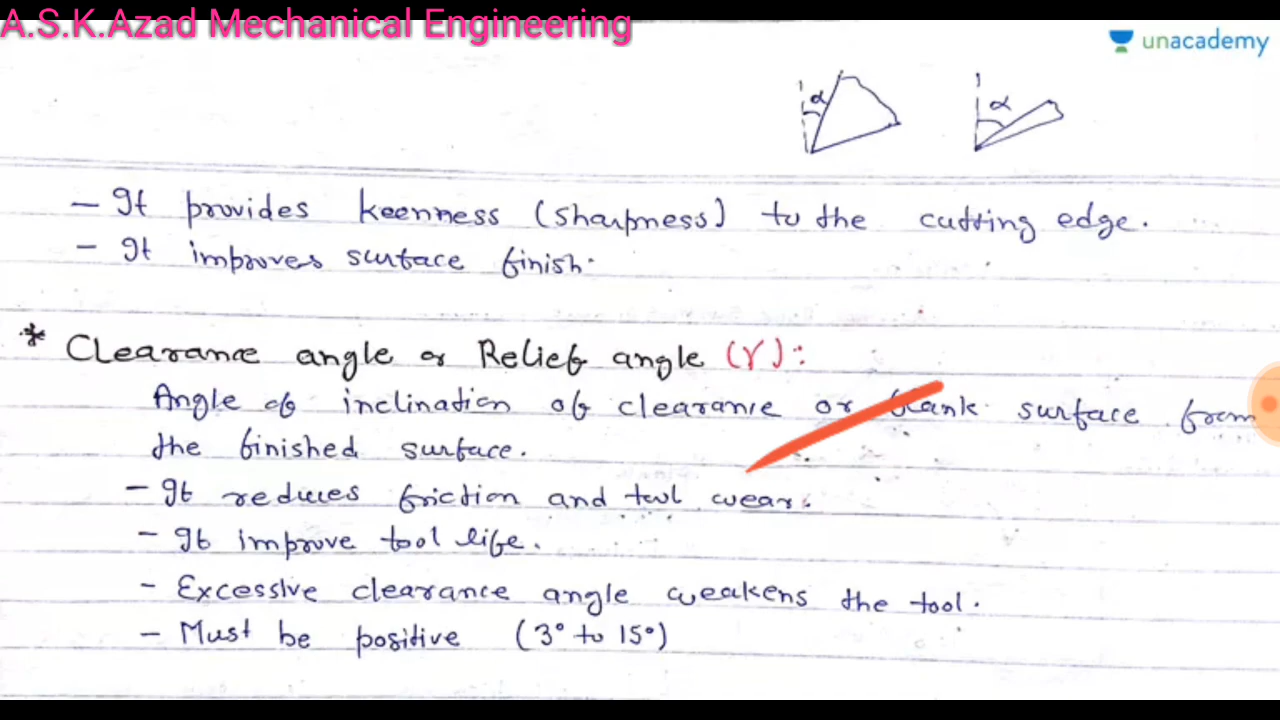 A.S.K.Azad Mechanical Engineering
unacademy
α α
- It provides keenness (sharpness) to the cutting edge.
- It improves surface finish.
* Clearance angle or Relief angle (γ):
Angle of inclination of clearance or flank surface from
the finished surface.
- It reduces friction and tool wear.
- It improve tool life.
- Excessive clearance angle weakens the tool.
- Must be positive (3° to 15°)